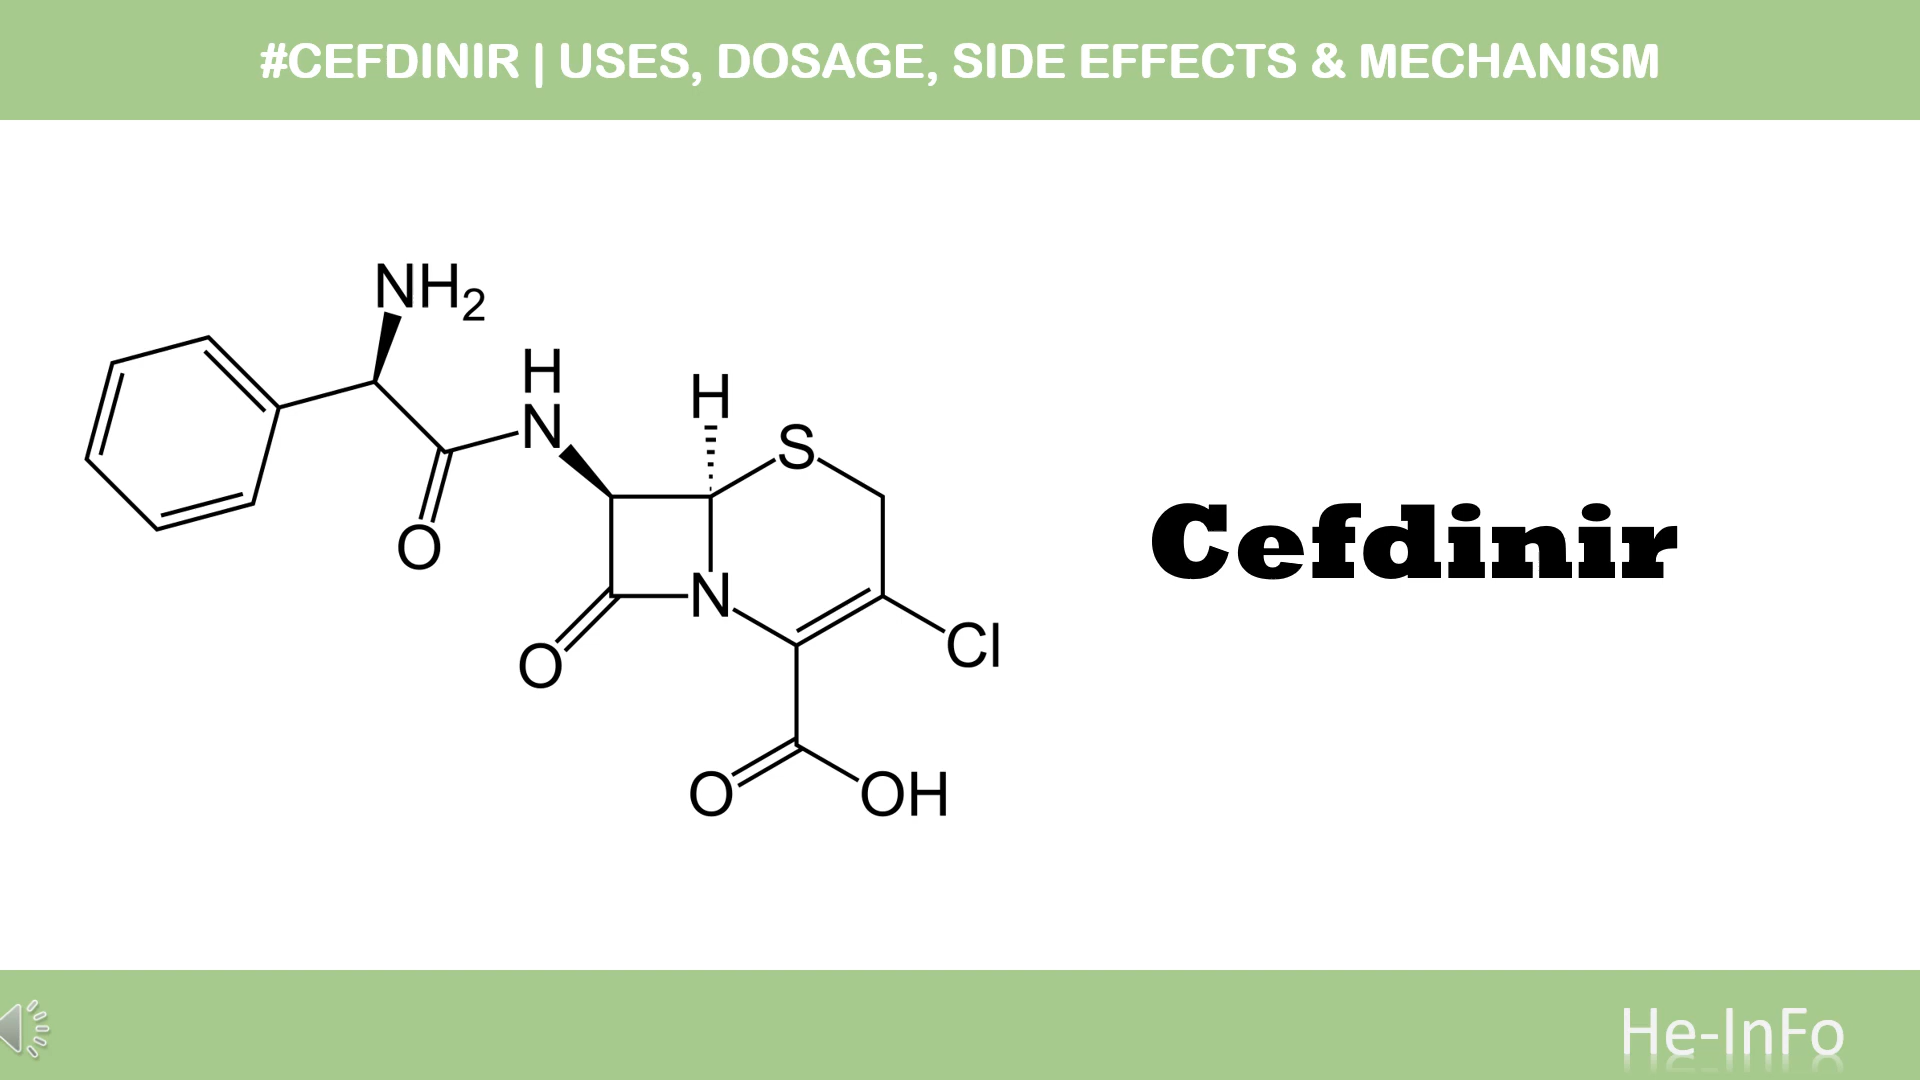 #CEFDINIR | USES, DOSAGE, SIDE EFFECTS & MECHANISM
NH2
H
H
N
S
O
N
Cl
O
O
OH
Cefdinir
He-InFo